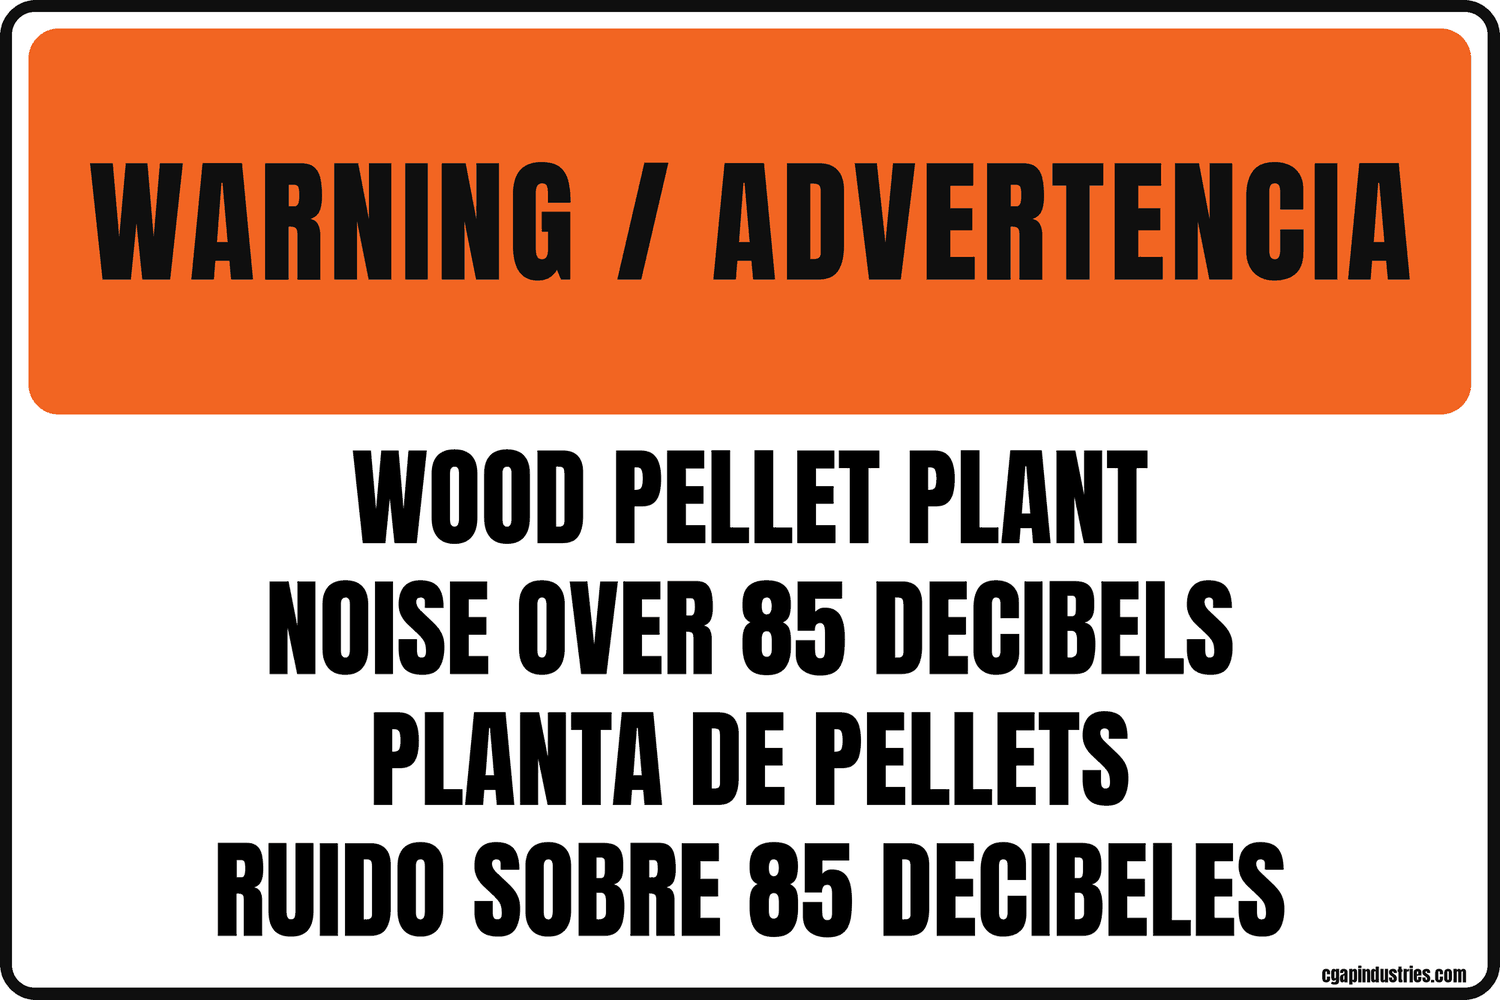 WARNING / ADVERTENCIA
WOOD PELLET PLANT
NOISE OVER 85 DECIBELS
PLANTA DE PELLETS
RUIDO SOBRE 85 DECIBELES
cgapindustries.com